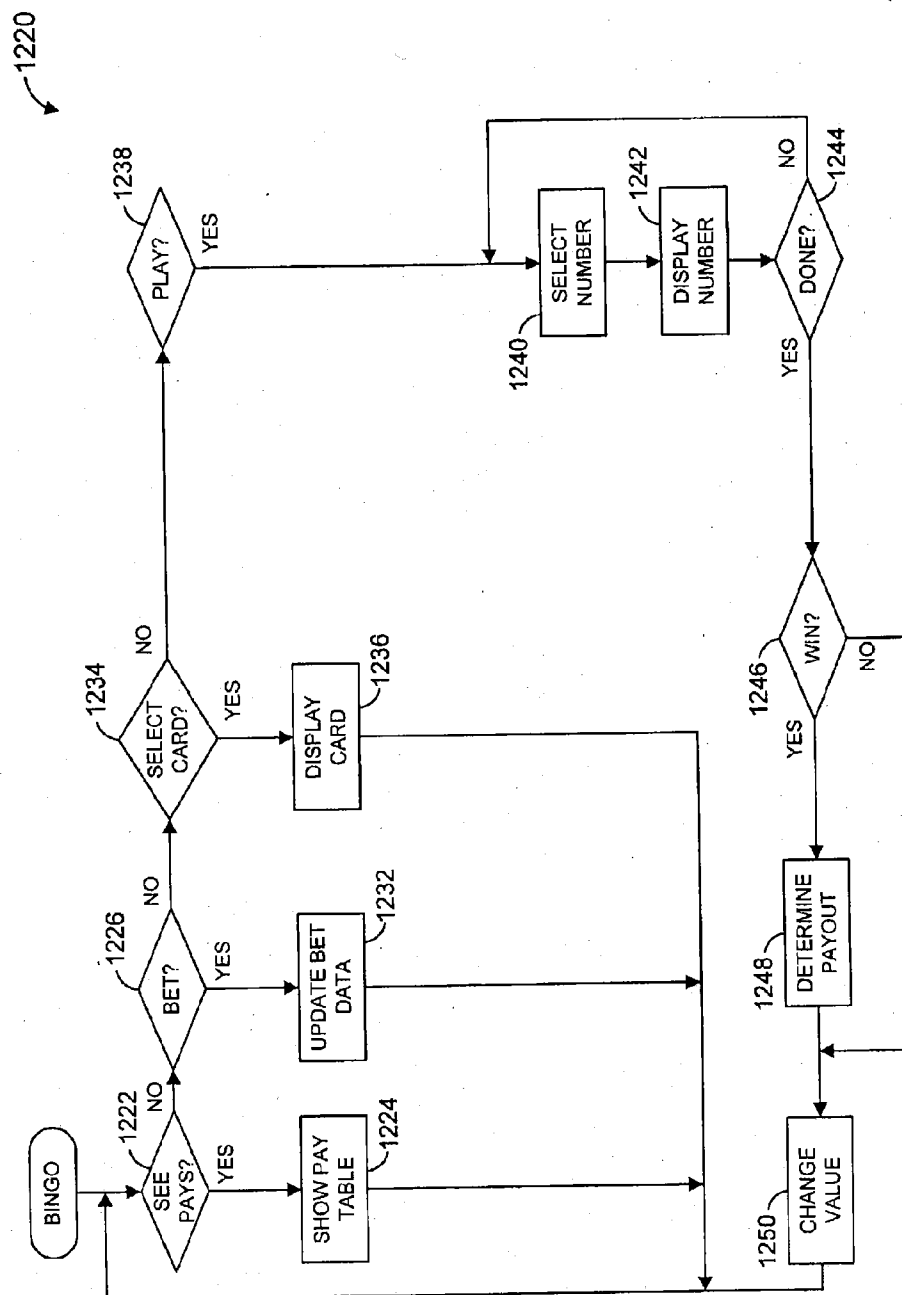 1220
BINGO
SEE
PAYS?
1222
NO
YES
SHOW PAY
TABLE
1224
BET?
1226
NO
YES
UPDATE BET
DATA
1232
SELECT
CARD?
1234
NO
YES
DISPLAY
CARD
1236
PLAY?
1238
YES
SELECT
NUMBER
1240
DISPLAY
NUMBER
1242
DONE?
1244
NO
YES
WIN?
1246
NO
YES
DETERMINE
PAYOUT
1248
CHANGE
VALUE
1250